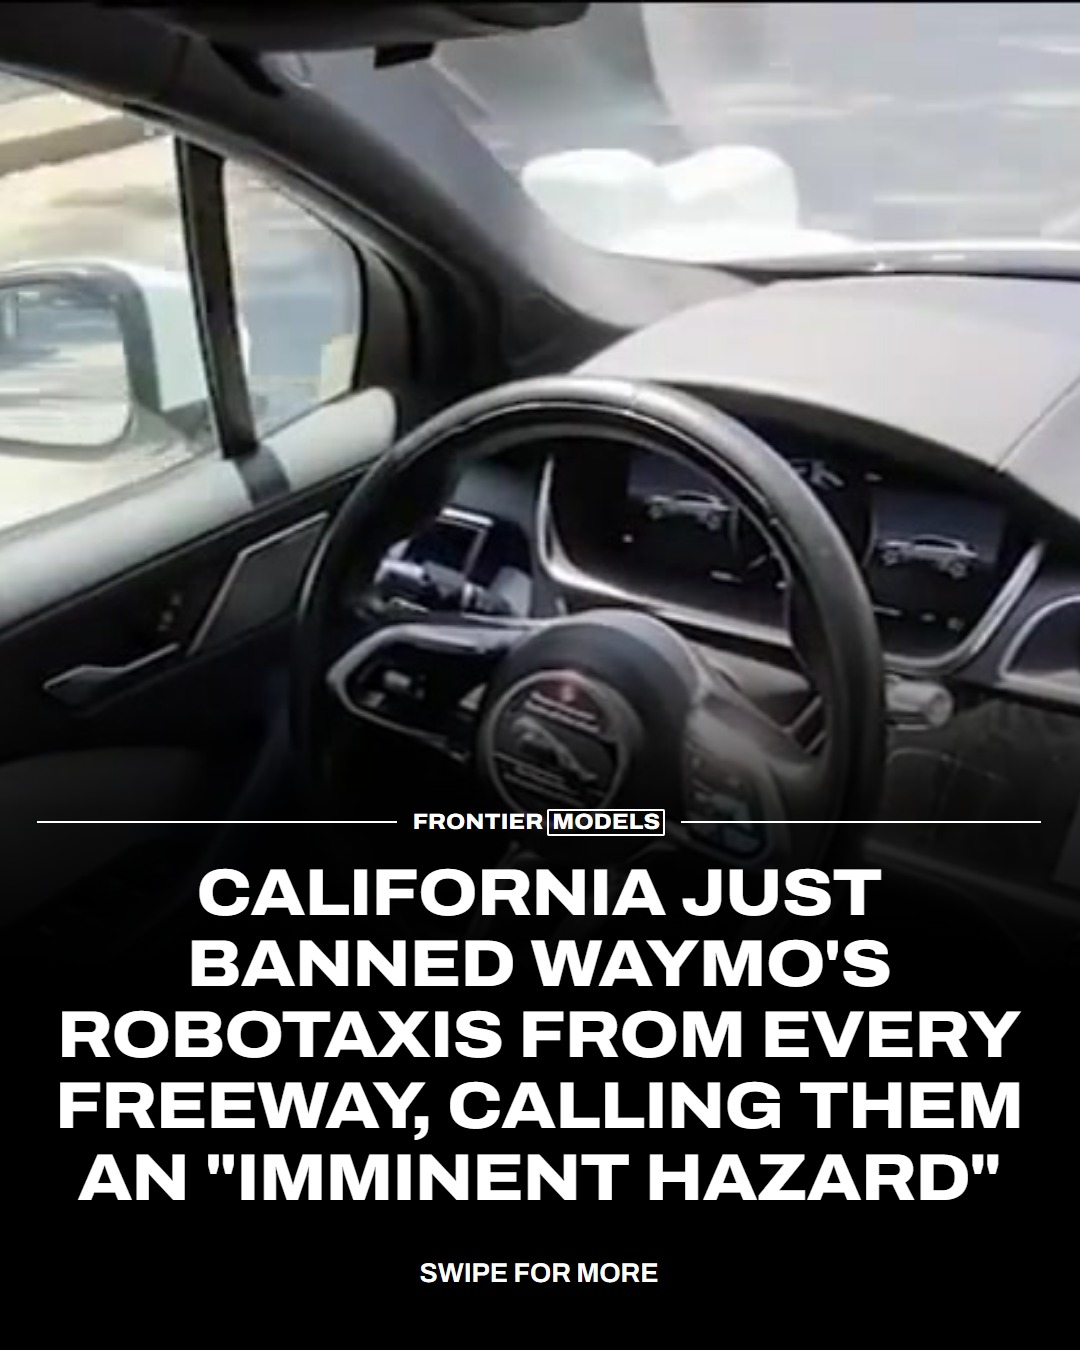 FRONTIER MODELS
CALIFORNIA JUST
BANNED WAYMO'S
ROBOTAXIS FROM EVERY
FREEWAY, CALLING THEM
AN "IMMINENT HAZARD"
SWIPE FOR MORE